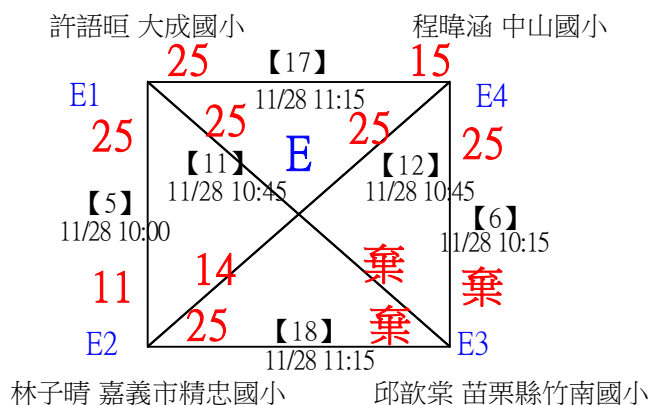 許語晅 大成國小
程暐涵 中山國小
25
【17】
15
E1
11/28 11:15
E4
25
25
25
25
E
【11】
【12】
11/28 10:45
11/28 10:45
【5】
【6】
11/28 10:00
11/28 10:15
14
棄
11
棄
25
棄
E2
【18】
E3
11/28 11:15
林子晴 嘉義市精忠國小
邱歆棠 苗栗縣竹南國小